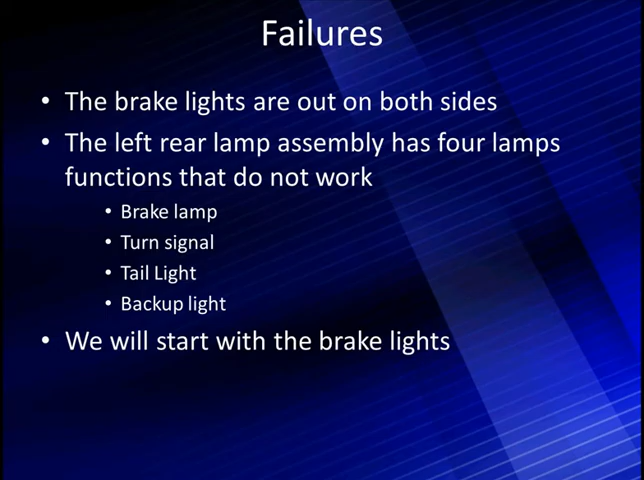 Failures
• The brake lights are out on both sides
• The left rear lamp assembly has four lamps
functions that do not work
• Brake lamp
• Turn signal
• Tail Light
• Backup light
• We will start with the brake lights